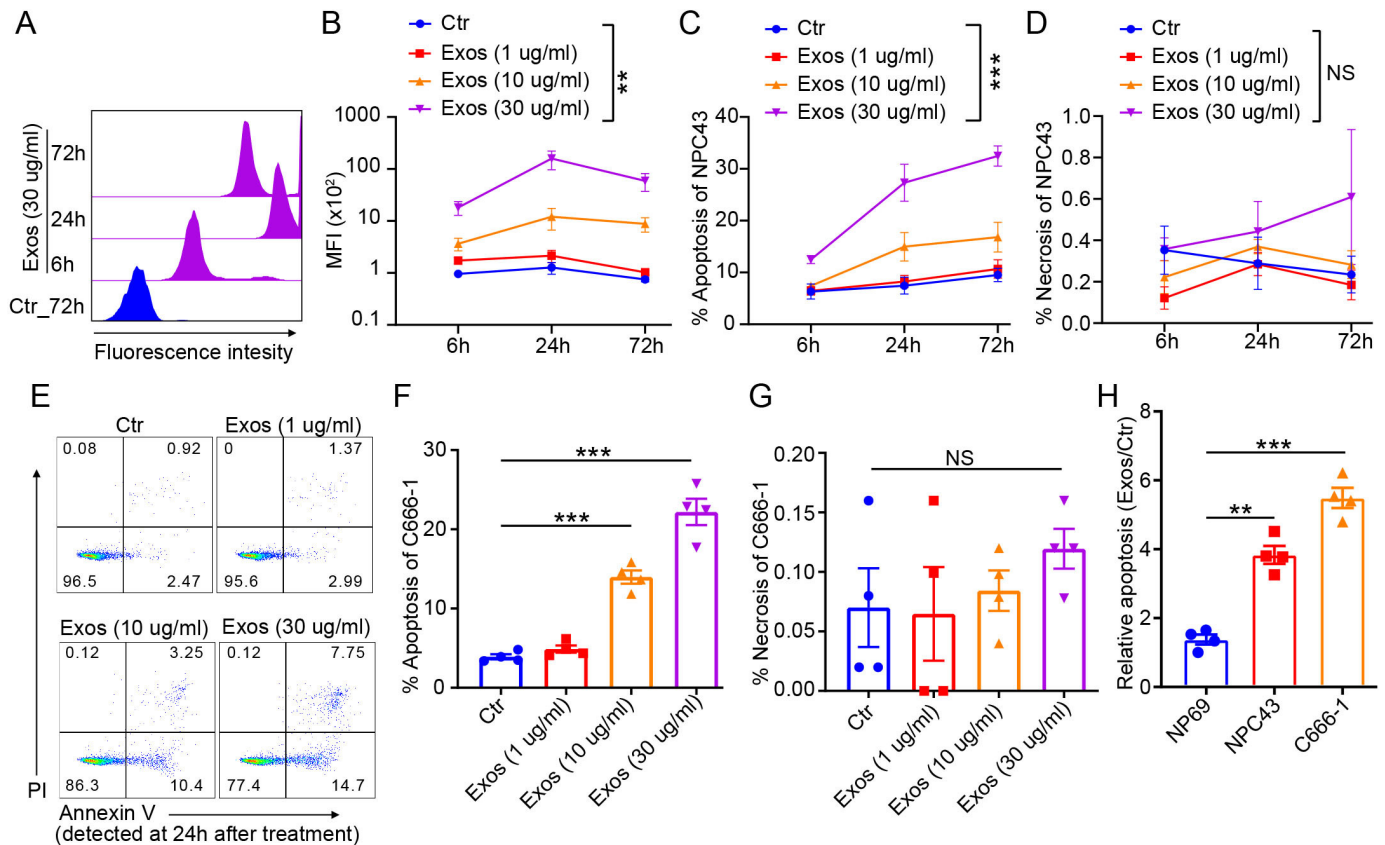 A
Exos (30 ug/ml)
72h
24h
6h
Ctr_72h
Fluorescence intesity
B
Ctr
Exos (1 ug/ml)
Exos (10 ug/ml)
Exos (30 ug/ml)
**
MFI (x10²)
1000
100
10
1
0.1
6h 24h 72h
C
Ctr
Exos (1 ug/ml)
Exos (10 ug/ml)
Exos (30 ug/ml)
***
% Apoptosis of NPC43
40
30
20
10
0
6h 24h 72h
D
Ctr
Exos (1 ug/ml)
Exos (10 ug/ml)
Exos (30 ug/ml)
NS
% Necrosis of NPC43
1.0
0.8
0.6
0.4
0.2
0.0
6h 24h 72h
E
Ctr Exos (1 ug/ml)
0.08 0.92 0 1.37
96.5 2.47 95.6 2.99
Exos (10 ug/ml) Exos (30 ug/ml)
0.12 3.25 0.12 7.75
86.3 10.4 77.4 14.7
PI
Annexin V
(detected at 24h after treatment)
F
% Apoptosis of C666-1
30
20
10
0
***
***
Ctr
Exos (1 ug/ml)
Exos (10 ug/ml)
Exos (30 ug/ml)
G
% Necrosis of C666-1
0.20
0.15
0.10
0.05
0.00
NS
Ctr
Exos (1 ug/ml)
Exos (10 ug/ml)
Exos (30 ug/ml)
H
Relative apoptosis (Exos/Ctr)
8
6
4
2
0
***
**
NP69
NPC43
C666-1